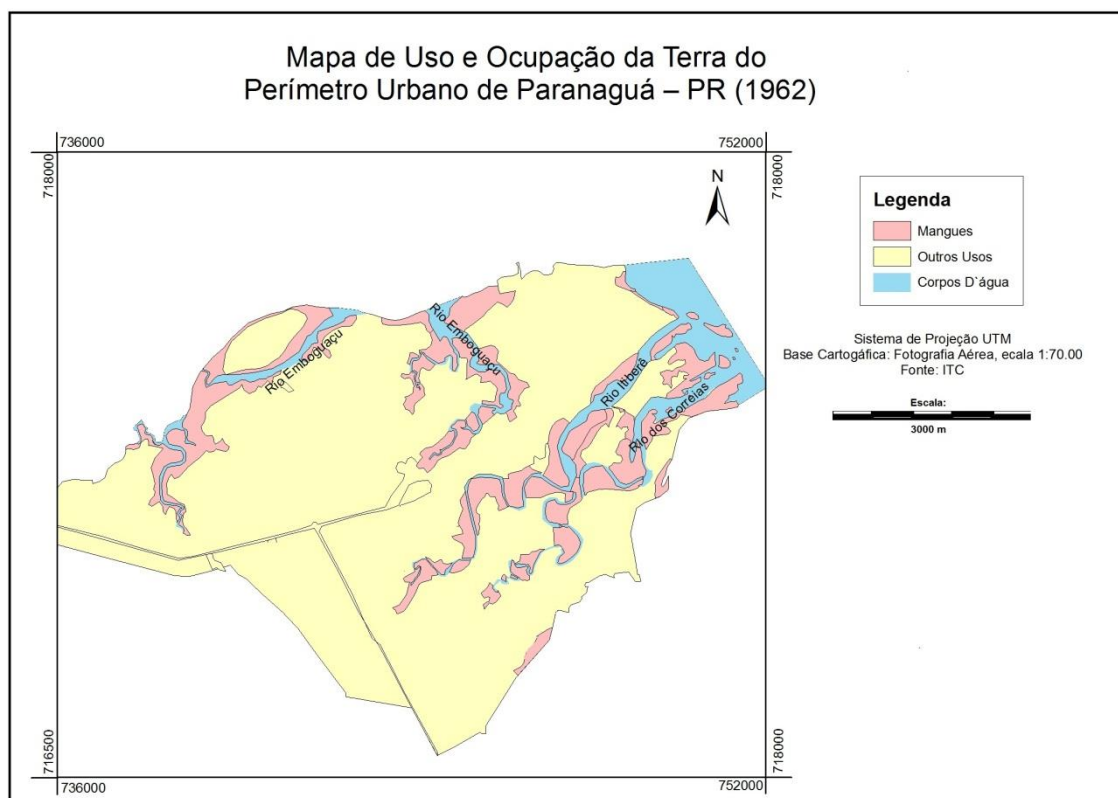 Mapa de Uso e Ocupação da Terra do
Perímetro Urbano de Paranaguá – PR (1962)
736000
752000
718000
718000
N
Legenda
Mangues
Outros Usos
Corpos D`água
Sistema de Projeção UTM
Base Cartogáfica: Fotografia Aérea, ecala 1:70.00
Fonte: ITC
Escala:
3000 m
Rio Emboguaçu
Rio Emboguaçu
Rio Itiberê
Rio dos Correias
716500
718000
736000
752000